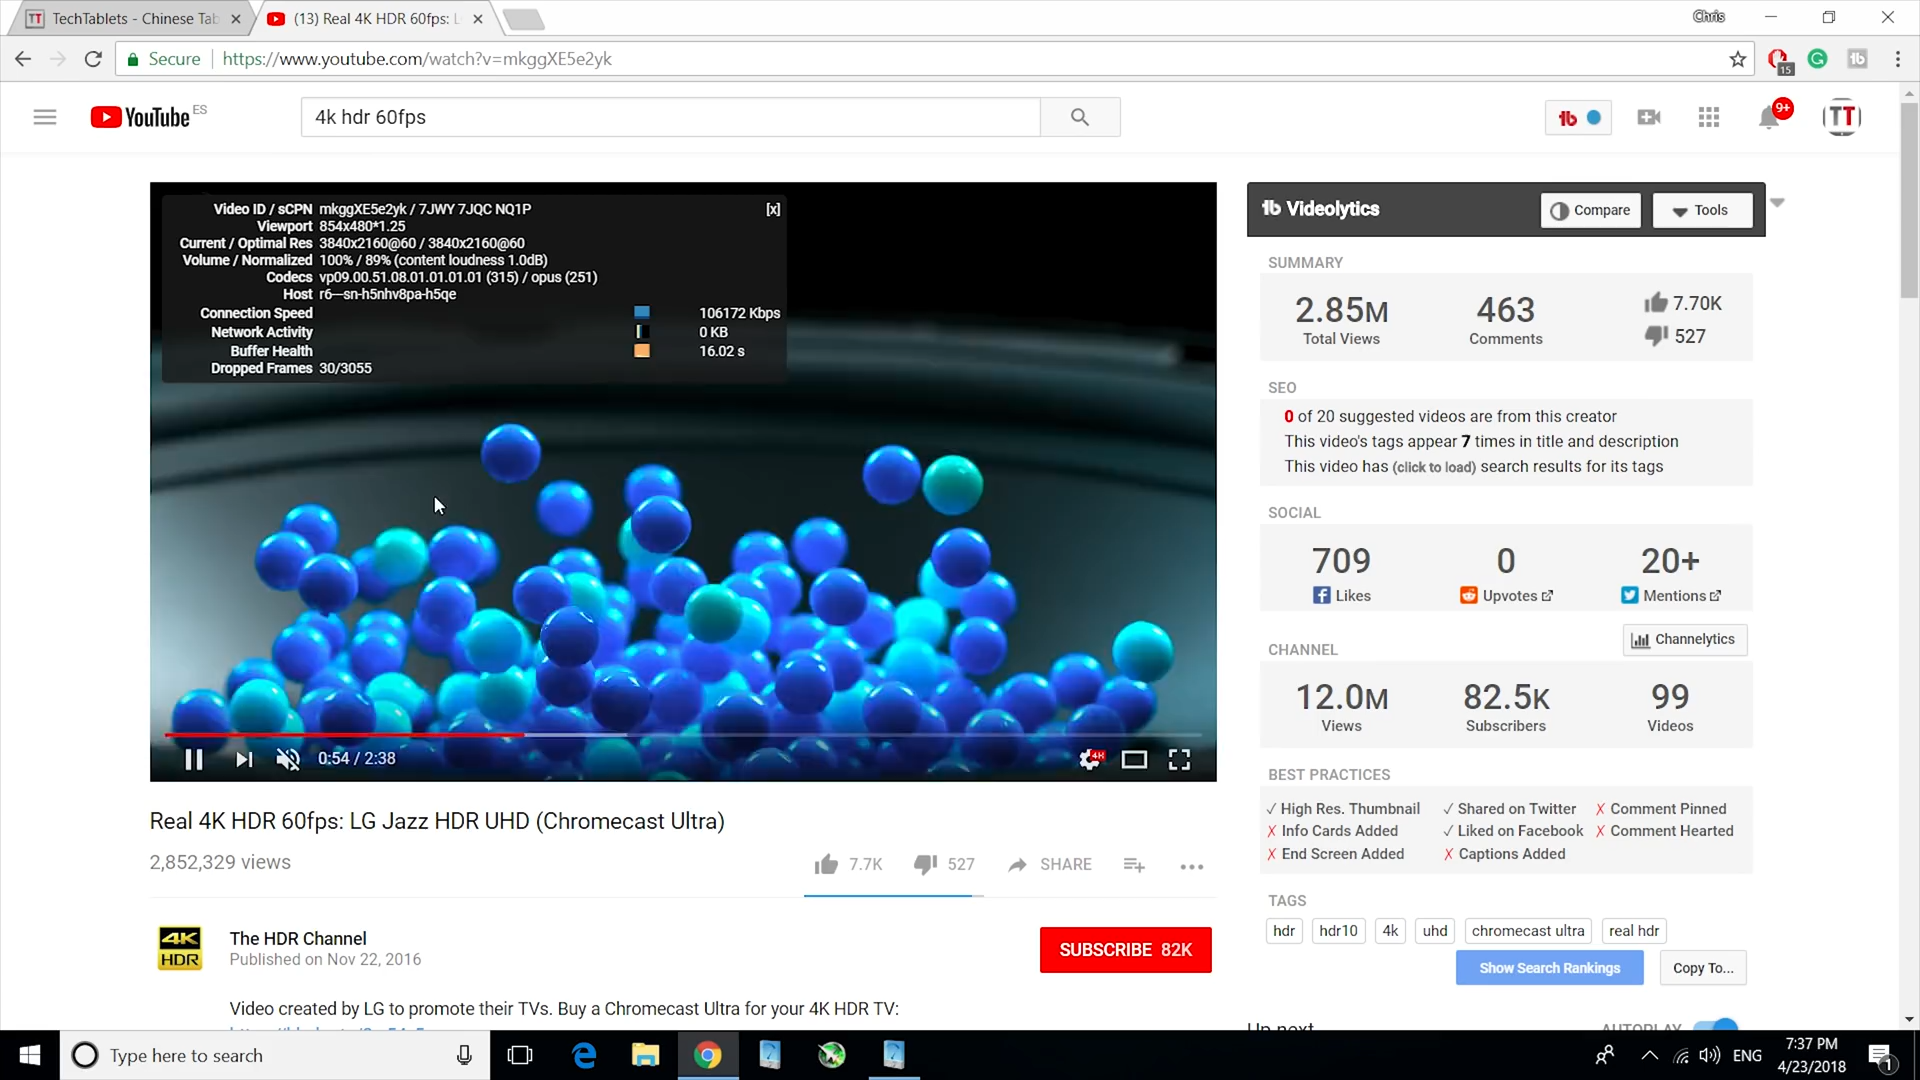 TechTablets - Chinese Tab
(13) Real 4K HDR 60fps: L
Chris
Secure https://www.youtube.com/watch?v=mkggXE5e2yk
15
YouTube ES
4k hdr 60fps
9+
TT
Video ID / sCPN mkggXE5e2yk / 7JWY 7JQC NQ1P [x]
Viewport 854x480*1.25
Current / Optimal Res 3840x2160@60 / 3840x2160@60
Volume / Normalized 100% / 89% (content loudness 1.0dB)
Codecs vp09.00.51.08.01.01.01.01 (315) / opus (251)
Host r6---sn-h5nhv8pa-h5qe
Connection Speed 106172 Kbps
Network Activity 0 KB
Buffer Health 16.02 s
Dropped Frames 30/3055
0:54 / 2:38
Real 4K HDR 60fps: LG Jazz HDR UHD (Chromecast Ultra)
2,852,329 views
7.7K 527 SHARE
4K HDR
The HDR Channel
Published on Nov 22, 2016
SUBSCRIBE 82K
Video created by LG to promote their TVs. Buy a Chromecast Ultra for your 4K HDR TV:
tb Videolytics Compare Tools
SUMMARY
2.85M 463 7.70K
Total Views Comments 527
SEO
0 of 20 suggested videos are from this creator
This video's tags appear 7 times in title and description
This video has (click to load) search results for its tags
SOCIAL
709 0 20+
Likes Upvotes Mentions
CHANNEL Channelytics
12.0M 82.5K 99
Views Subscribers Videos
BEST PRACTICES
✓ High Res. Thumbnail ✓ Shared on Twitter ✗ Comment Pinned
✗ Info Cards Added ✓ Liked on Facebook ✗ Comment Hearted
✗ End Screen Added ✗ Captions Added
TAGS
hdr hdr10 4k uhd chromecast ultra real hdr
Show Search Rankings Copy To...
Up next AUTOPLAY
Type here to search
ENG
7:37 PM
4/23/2018
1